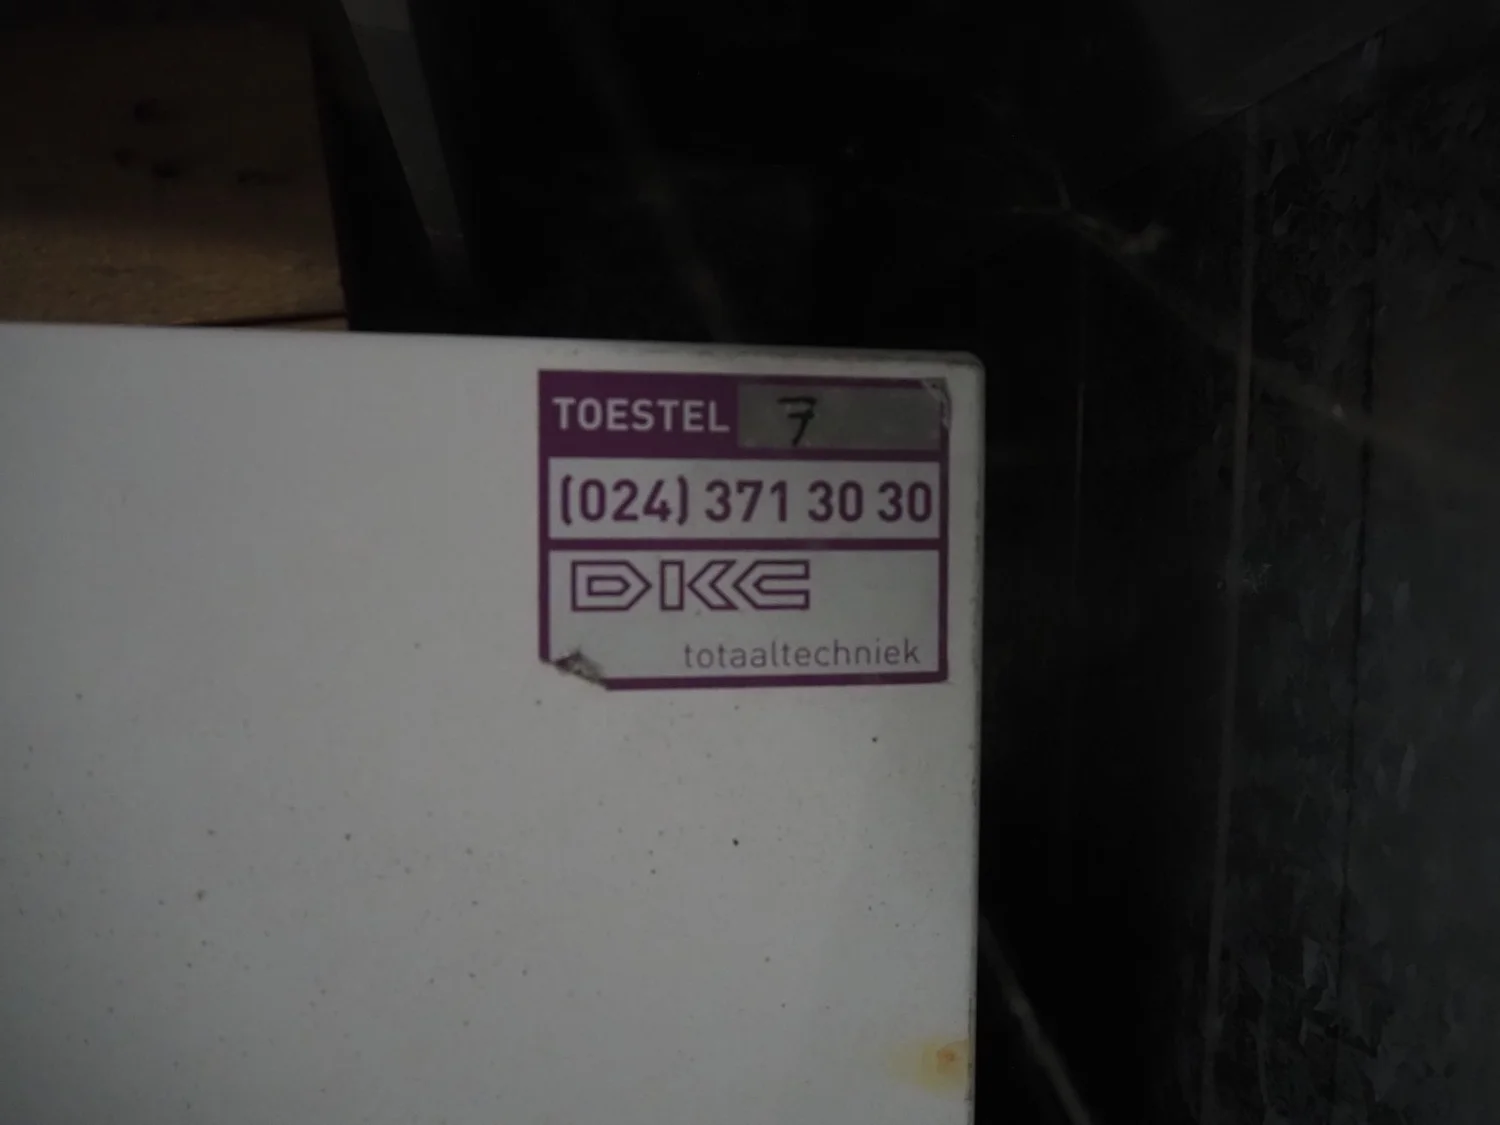 TOESTEL 7
(024) 371 30 30
DKC
totaaltechniek